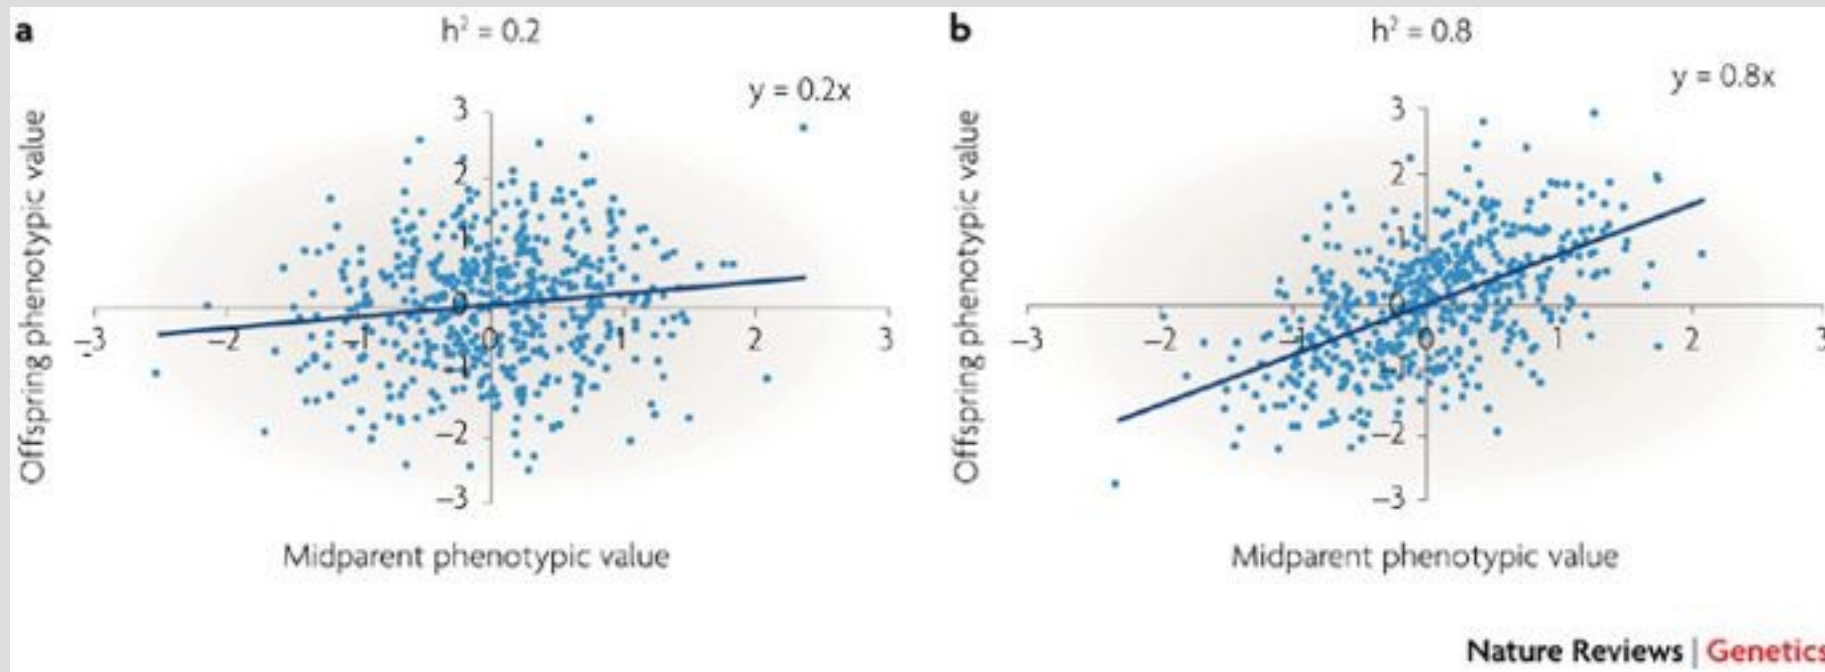 a
h² = 0.2
y = 0.2x
Offspring phenotypic value
3
2
1
0
–1
–2
–3
–3
–2
–1
0
1
2
3
Midparent phenotypic value
b
h² = 0.8
y = 0.8x
Offspring phenotypic value
3
2
1
0
–1
–2
–3
–3
–2
–1
0
1
2
3
Midparent phenotypic value
Nature Reviews | Genetics